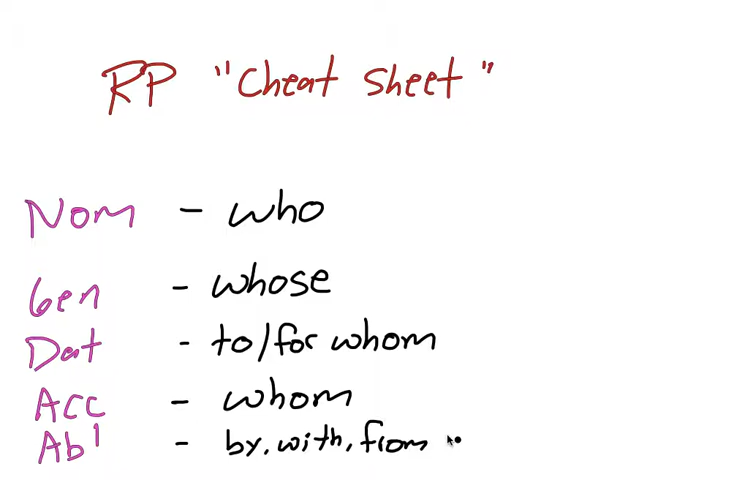 RP "Cheat Sheet"
Nom - who
Gen - whose
Dat - to/for whom
Acc - whom
Abl - by, with, from